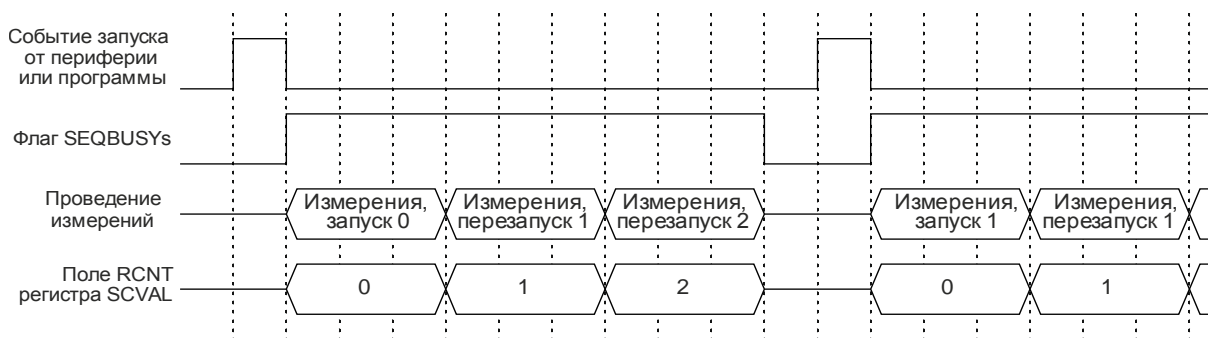 Событие запуска
от периферии
или программы
Флаг SEQBUSYs
Проведение
измерений
Измерения,
запуск 0
Измерения,
перезапуск 1
Измерения,
перезапуск 2
Измерения,
запуск 1
Измерения,
перезапуск 1
Поле RCNT
регистра SCVAL
0
1
2
0
1